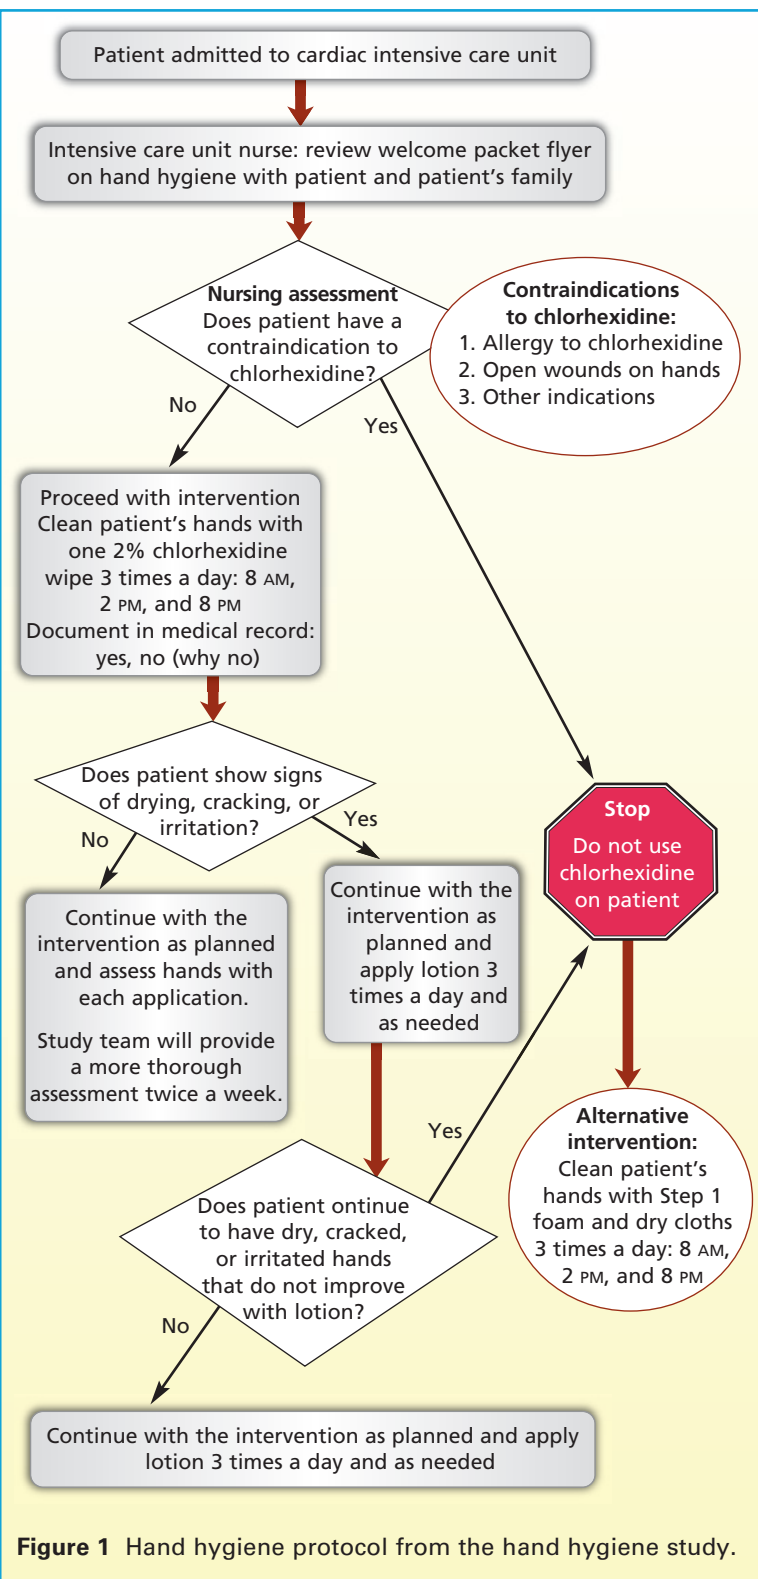 Patient admitted to cardiac intensive care unit
Intensive care unit nurse: review welcome packet flyer
on hand hygiene with patient and patient's family
Nursing assessment
Does patient have a
contraindication to
chlorhexidine?
Contraindications
to chlorhexidine:
1. Allergy to chlorhexidine
2. Open wounds on hands
3. Other indications
No
Yes
Proceed with intervention
Clean patient's hands with
one 2% chlorhexidine
wipe 3 times a day: 8 AM,
2 PM, and 8 PM
Document in medical record:
yes, no (why no)
Does patient show signs
of drying, cracking, or
irritation?
No
Yes
Stop
Do not use
chlorhexidine
on patient
Continue with the
intervention as planned
and assess hands with
each application.
Study team will provide
a more thorough
assessment twice a week.
Continue with the
intervention as
planned and
apply lotion 3
times a day and
as needed
Yes
Alternative
intervention:
Clean patient's
hands with Step 1
foam and dry cloths
3 times a day: 8 AM,
2 PM, and 8 PM
Does patient ontinue
to have dry, cracked,
or irritated hands
that do not improve
with lotion?
No
Continue with the intervention as planned and apply
lotion 3 times a day and as needed
Figure 1 Hand hygiene protocol from the hand hygiene study.